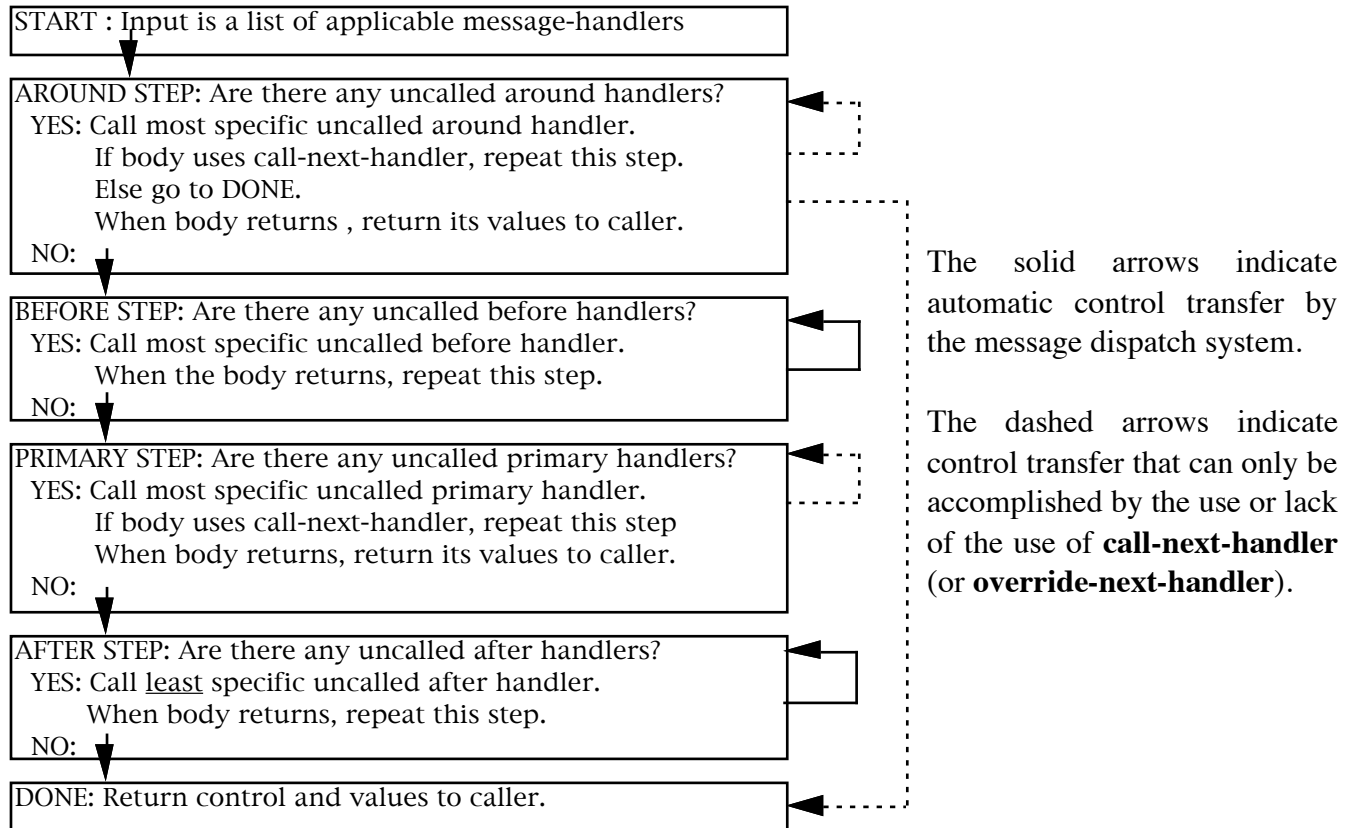 START : Input is a list of applicable message-handlers
AROUND STEP: Are there any uncalled around handlers?
YES: Call most specific uncalled around handler.
If body uses call-next-handler, repeat this step.
Else go to DONE.
When body returns , return its values to caller.
NO:
BEFORE STEP: Are there any uncalled before handlers?
YES: Call most specific uncalled before handler.
When the body returns, repeat this step.
NO:
PRIMARY STEP: Are there any uncalled primary handlers?
YES: Call most specific uncalled primary handler.
If body uses call-next-handler, repeat this step
When body returns, return its values to caller.
NO:
AFTER STEP: Are there any uncalled after handlers?
YES: Call least specific uncalled after handler.
When body returns, repeat this step.
NO:
DONE: Return control and values to caller.
The solid arrows indicate
automatic control transfer by
the message dispatch system.
The dashed arrows indicate
control transfer that can only be
accomplished by the use or lack
of the use of call-next-handler
(or override-next-handler).